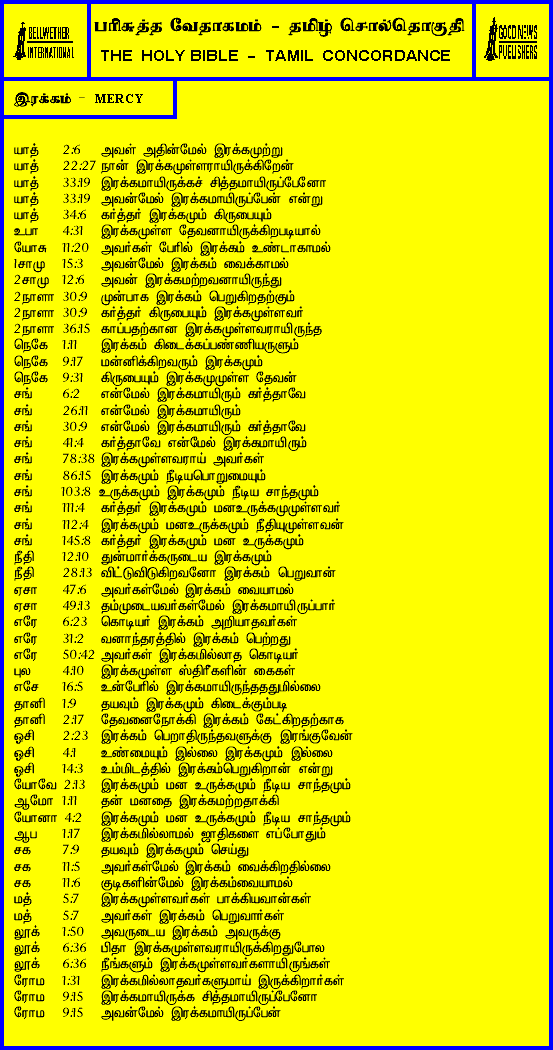 BELLWETHER
INTERNATIONAL
பரிசுத்த வேதாகமம் - தமிழ் சொல்தொகுதி
THE HOLY BIBLE - TAMIL CONCORDANCE
GOOD NEWS
PUBLISHERS
இரக்கம் - MERCY
யாத் 2:6 அவள் அதின்மேல் இரக்கமுற்று
யாத் 22:27 நான் இரக்கமுள்ளராயிருக்கிறேன்
யாத் 33:19 இரக்கமாயிருக்கச் சித்தமாயிருப்பேனோ
யாத் 33:19 அவன்மேல் இரக்கமாயிருப்பேன் என்று
யாத் 34:6 கர்த்தர் இரக்கமும் கிருபையும்
உபா 4:31 இரக்கமுள்ள தேவனாயிருக்கிறபடியால்
யோசு 11:20 அவர்கள் பேரில் இரக்கம் உண்டாகாமல்
1சாமு 15:3 அவன்மேல் இரக்கம் வைக்காமல்
2சாமு 12:6 அவன் இரக்கமற்றவனாயிருந்து
2நாளா 30:9 முன்பாக இரக்கம் பெறுகிறதற்கும்
2நாளா 30:9 கர்த்தர் கிருபையும் இரக்கமுள்ளவர்
2நாளா 36:15 காப்பதற்கான இரக்கமுள்ளவராயிருந்த
நெகே 1:11 இரக்கம் கிடைக்கப்பண்ணியருளும்
நெகே 9:17 மன்னிக்கிறவரும் இரக்கமும்
நெகே 9:31 கிருபையும் இரக்கமுமுள்ள தேவன்
சங் 6:2 என்மேல் இரக்கமாயிரும் கர்த்தாவே
சங் 26:11 என்மேல் இரக்கமாயிரும்
சங் 30:9 என்மேல் இரக்கமாயிரும் கர்த்தாவே
சங் 41:4 கர்த்தாவே என்மேல் இரக்கமாயிரும்
சங் 78:38 இரக்கமுள்ளவராய் அவர்கள்
சங் 86:15 இரக்கமும் நீடியபொறுமையும்
சங் 103:8 உருக்கமும் இரக்கமும் நீடிய சாந்தமும்
சங் 111:4 கர்த்தர் இரக்கமும் மனஉருக்கமுமுள்ளவர்
சங் 112:4 இரக்கமும் மனஉருக்கமும் நீதியுமுள்ளவன்
சங் 145:8 கர்த்தர் இரக்கமும் மன உருக்கமும்
நீதி 12:10 துன்மார்க்கருடைய இரக்கமும்
நீதி 28:13 விட்டுவிடுகிறவனோ இரக்கம் பெறுவான்
ஏசா 47:6 அவர்கள்மேல் இரக்கம் வையாமல்
ஏசா 49:13 தம்முடையவர்கள்மேல் இரக்கமாயிருப்பார்
எரே 6:23 கொடியர் இரக்கம் அறியாதவர்கள்
எரே 31:2 வனாந்தரத்தில் இரக்கம் பெற்றது
எரே 50:42 அவர்கள் இரக்கமில்லாத கொடியர்
புல 4:10 இரக்கமுள்ள ஸ்திரீகளின் கைகள்
எசே 16:5 உன்பேரில் இரக்கமாயிருந்ததுமில்லை
தானி 1:9 தயவும் இரக்கமும் கிடைக்கும்படி
தானி 2:17 தேவனைநோக்கி இரக்கம் கேட்கிறதற்காக
ஓசி 2:23 இரக்கம் பெறாதிருந்தவளுக்கு இரங்குவேன்
ஓசி 4:1 உண்மையும் இல்லை இரக்கமும் இல்லை
ஓசி 14:3 உம்மிடத்தில் இரக்கம்பெறுகிறான் என்று
யோவே 2:13 இரக்கமும் மன உருக்கமும் நீடிய சாந்தமும்
ஆமோ 1:11 தன் மனதை இரக்கமற்றதாக்கி
யோனா 4:2 இரக்கமும் மன உருக்கமும் நீடிய சாந்தமும்
ஆப 1:17 இரக்கமில்லாமல் ஜாதிகளை எப்போதும்
சக 7:9 தயவும் இரக்கமும் செய்து
சக 11:5 அவர்கள்மேல் இரக்கம் வைக்கிறதில்லை
சக 11:6 குடிகளின்மேல் இரக்கம்வையாமல்
மத் 5:7 இரக்கமுள்ளவர்கள் பாக்கியவான்கள்
மத் 5:7 அவர்கள் இரக்கம் பெறுவார்கள்
லூக் 1:50 அவருடைய இரக்கம் அவருக்கு
லூக் 6:36 பிதா இரக்கமுள்ளவராயிருக்கிறதுபோல
லூக் 6:36 நீங்களும் இரக்கமுள்ளவர்களாயிருங்கள்
ரோம 1:31 இரக்கமில்லாதவர்களுமாய் இருக்கிறார்கள்
ரோம 9:15 இரக்கமாயிருக்க சித்தமாயிருப்பேனோ
ரோம 9:15 அவன்மேல் இரக்கமாயிருப்பேன்